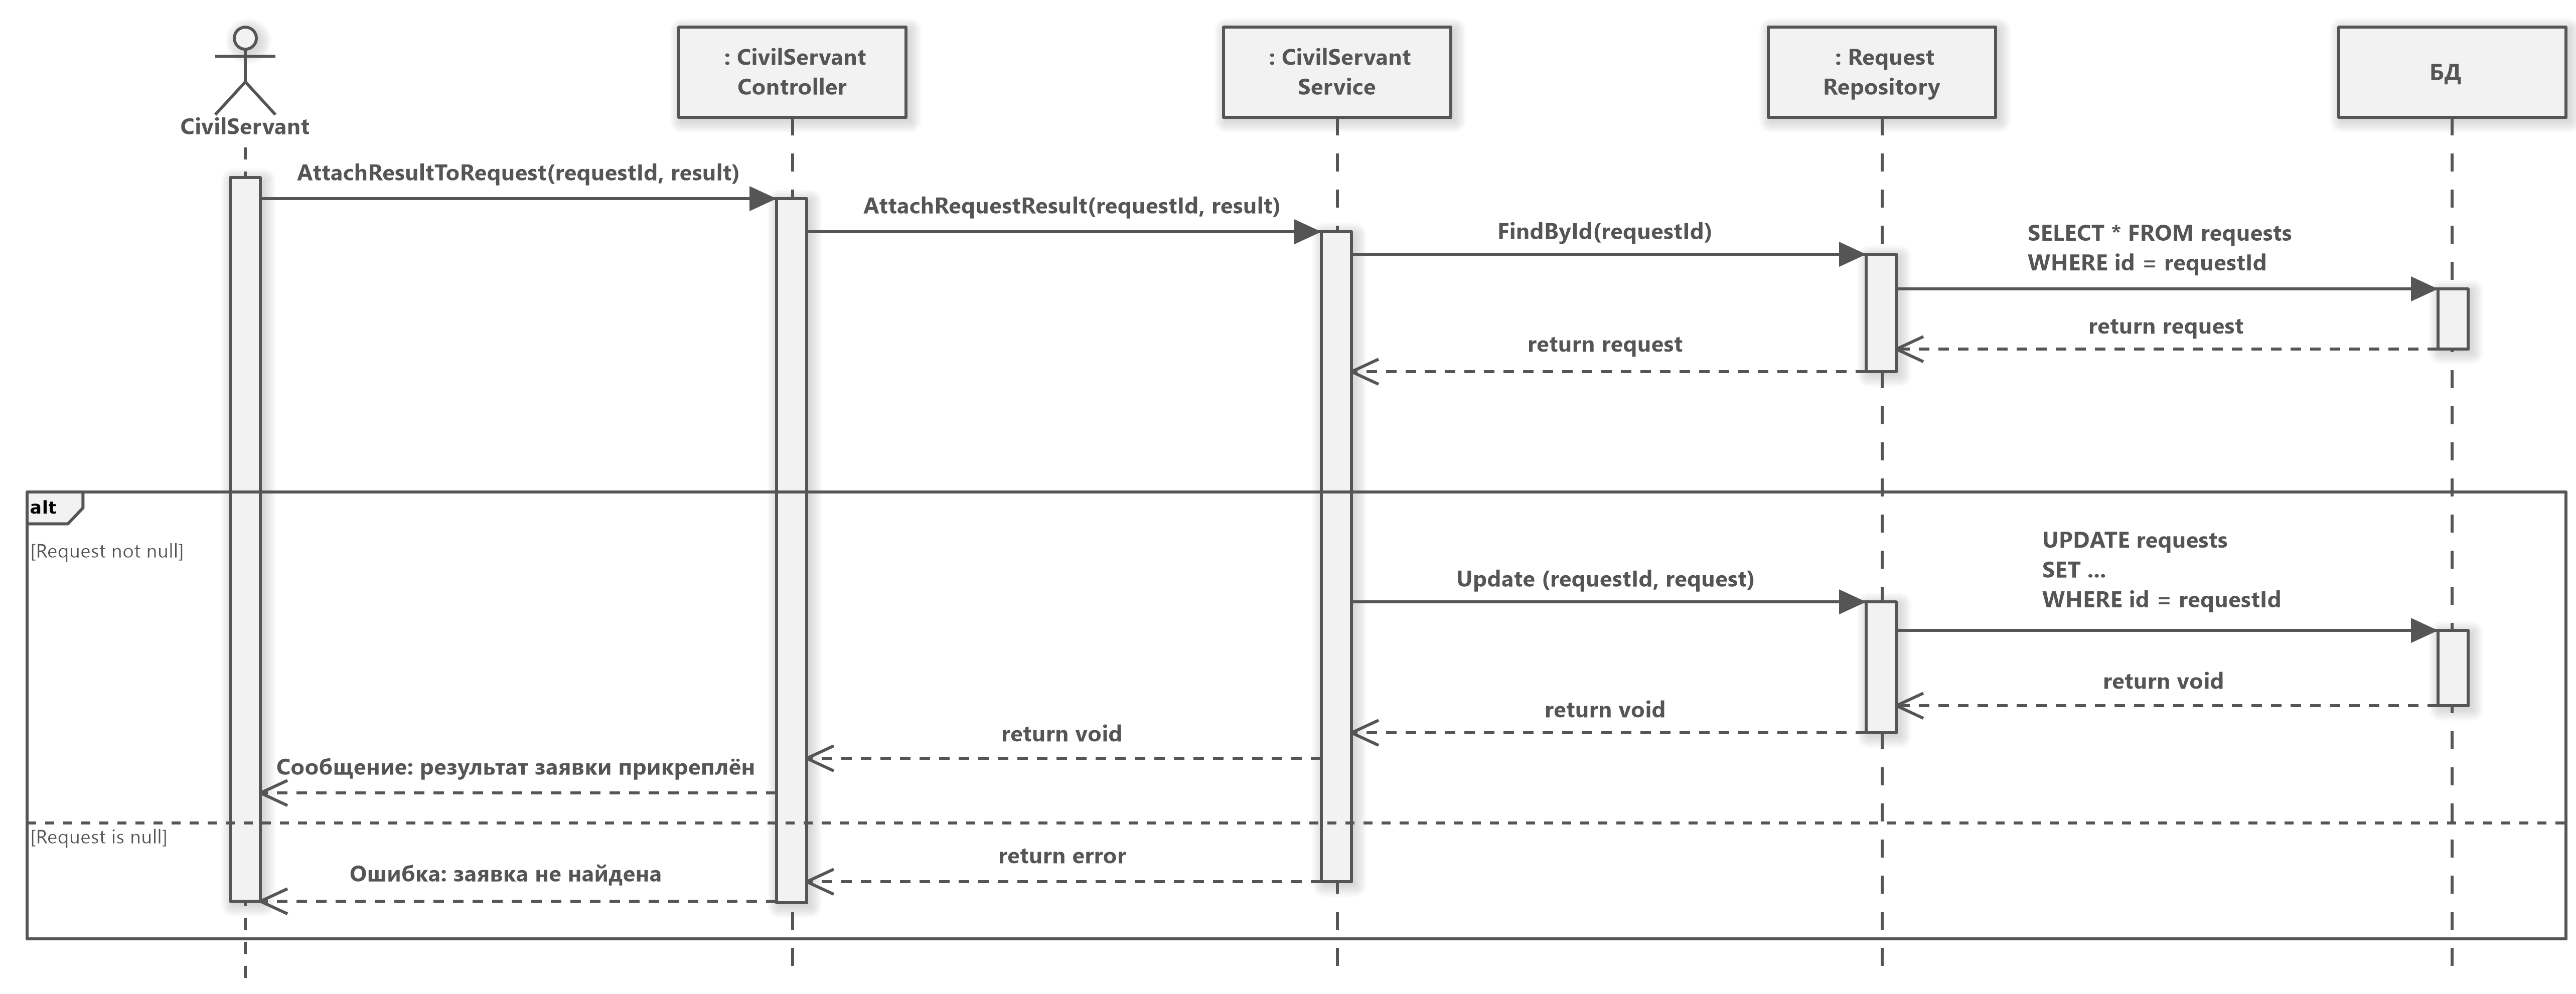 CivilServant
: CivilServant
Controller
: CivilServant
Service
: Request
Repository
БД
AttachResultToRequest(requestId, result)
AttachRequestResult(requestId, result)
FindById(requestId)
SELECT * FROM requests
WHERE id = requestId
return request
return request
alt
[Request not null]
UPDATE requests
SET ...
WHERE id = requestId
Update (requestId, request)
return void
return void
return void
Сообщение: результат заявки прикреплён
[Request is null]
return error
Ошибка: заявка не найдена